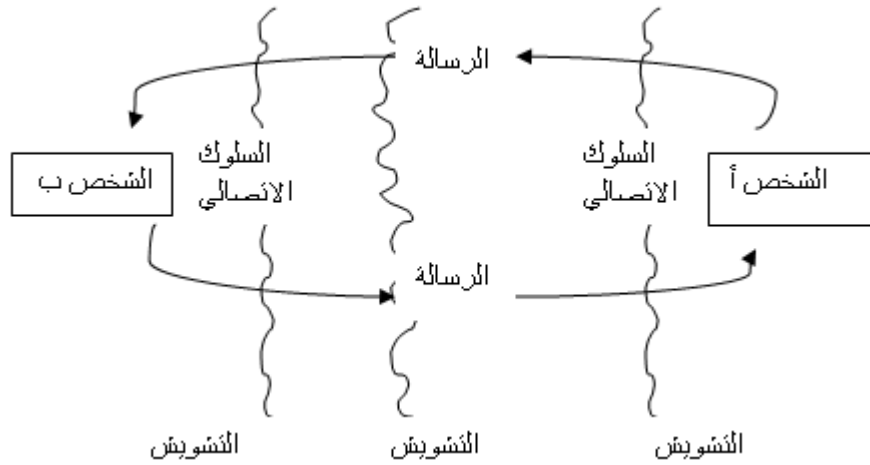 الرسالة
الشخص أ
السلوك
الاتصالي
السلوك
الاتصالي
الشخص ب
الرسالة
التشويش
التشويش
التشويش